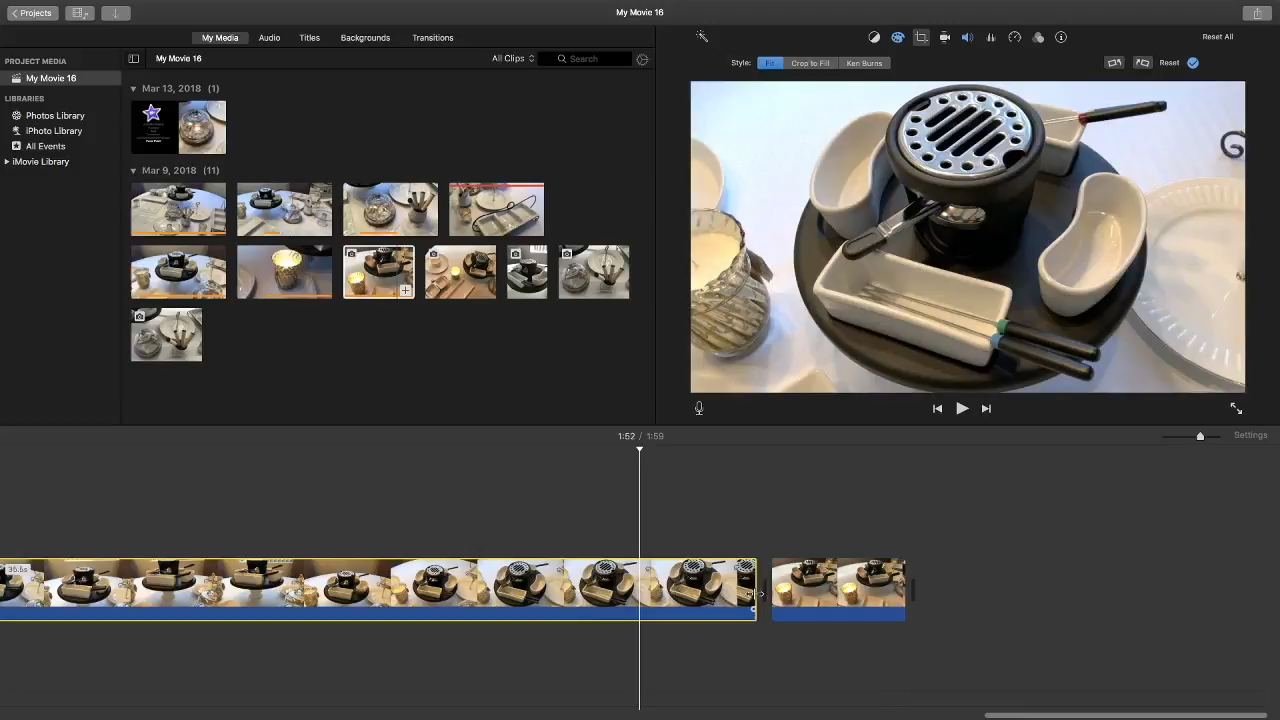 Projects
My Movie 16
My Media Audio Titles Backgrounds Transitions
Reset All
PROJECT MEDIA
My Movie 16
LIBRARIES
Photos Library
iPhoto Library
All Events
iMovie Library
My Movie 16
All Clips
Search
Mar 13, 2018 (1)
Mar 9, 2018 (11)
Style:
Fit
Crop to Fill
Ken Burns
Reset
1:52 / 1:59
Settings
35.5s